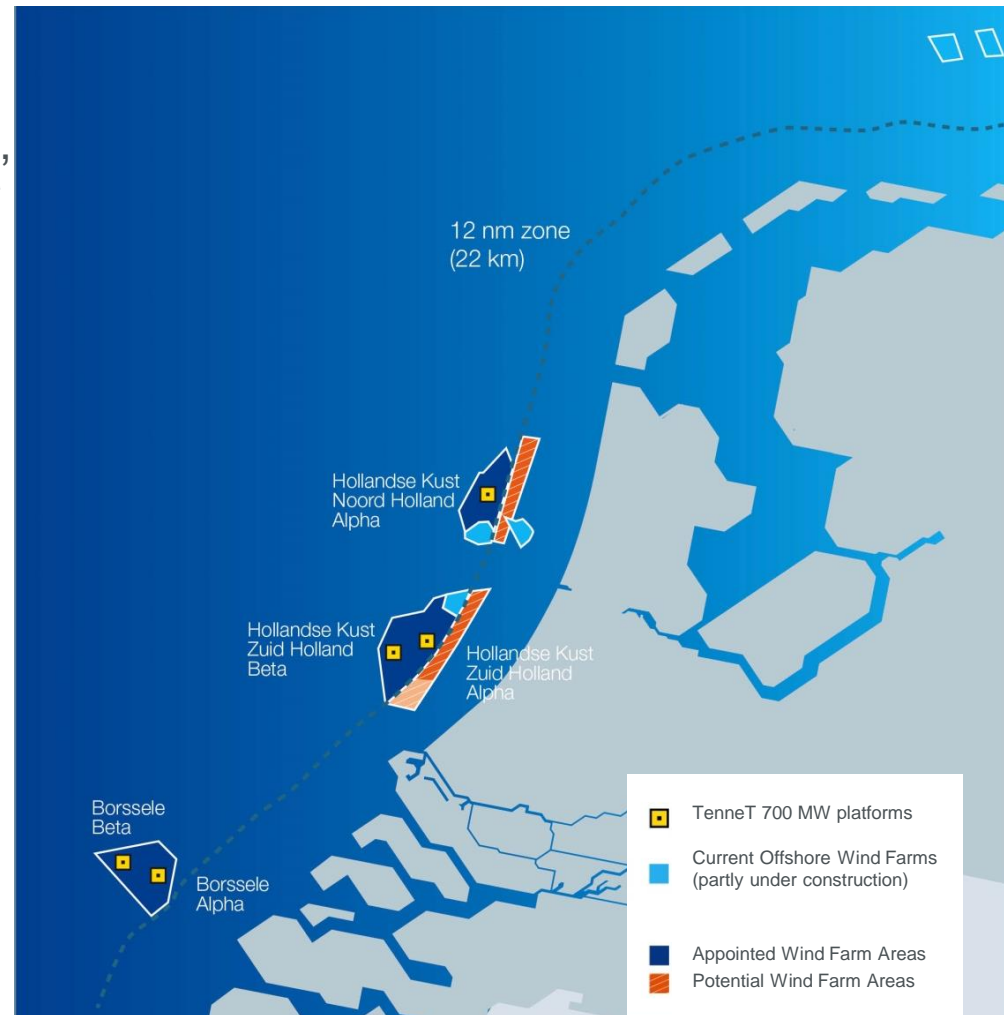 ,
12 nm zone
(22 km)
Hollandse Kust
Noord Holland
Alpha
Hollandse Kust
Zuid Holland
Beta
Hollandse Kust
Zuid Holland
Alpha
Borssele
Beta
Borssele
Alpha
TenneT 700 MW platforms
Current Offshore Wind Farms
(partly under construction)
Appointed Wind Farm Areas
Potential Wind Farm Areas